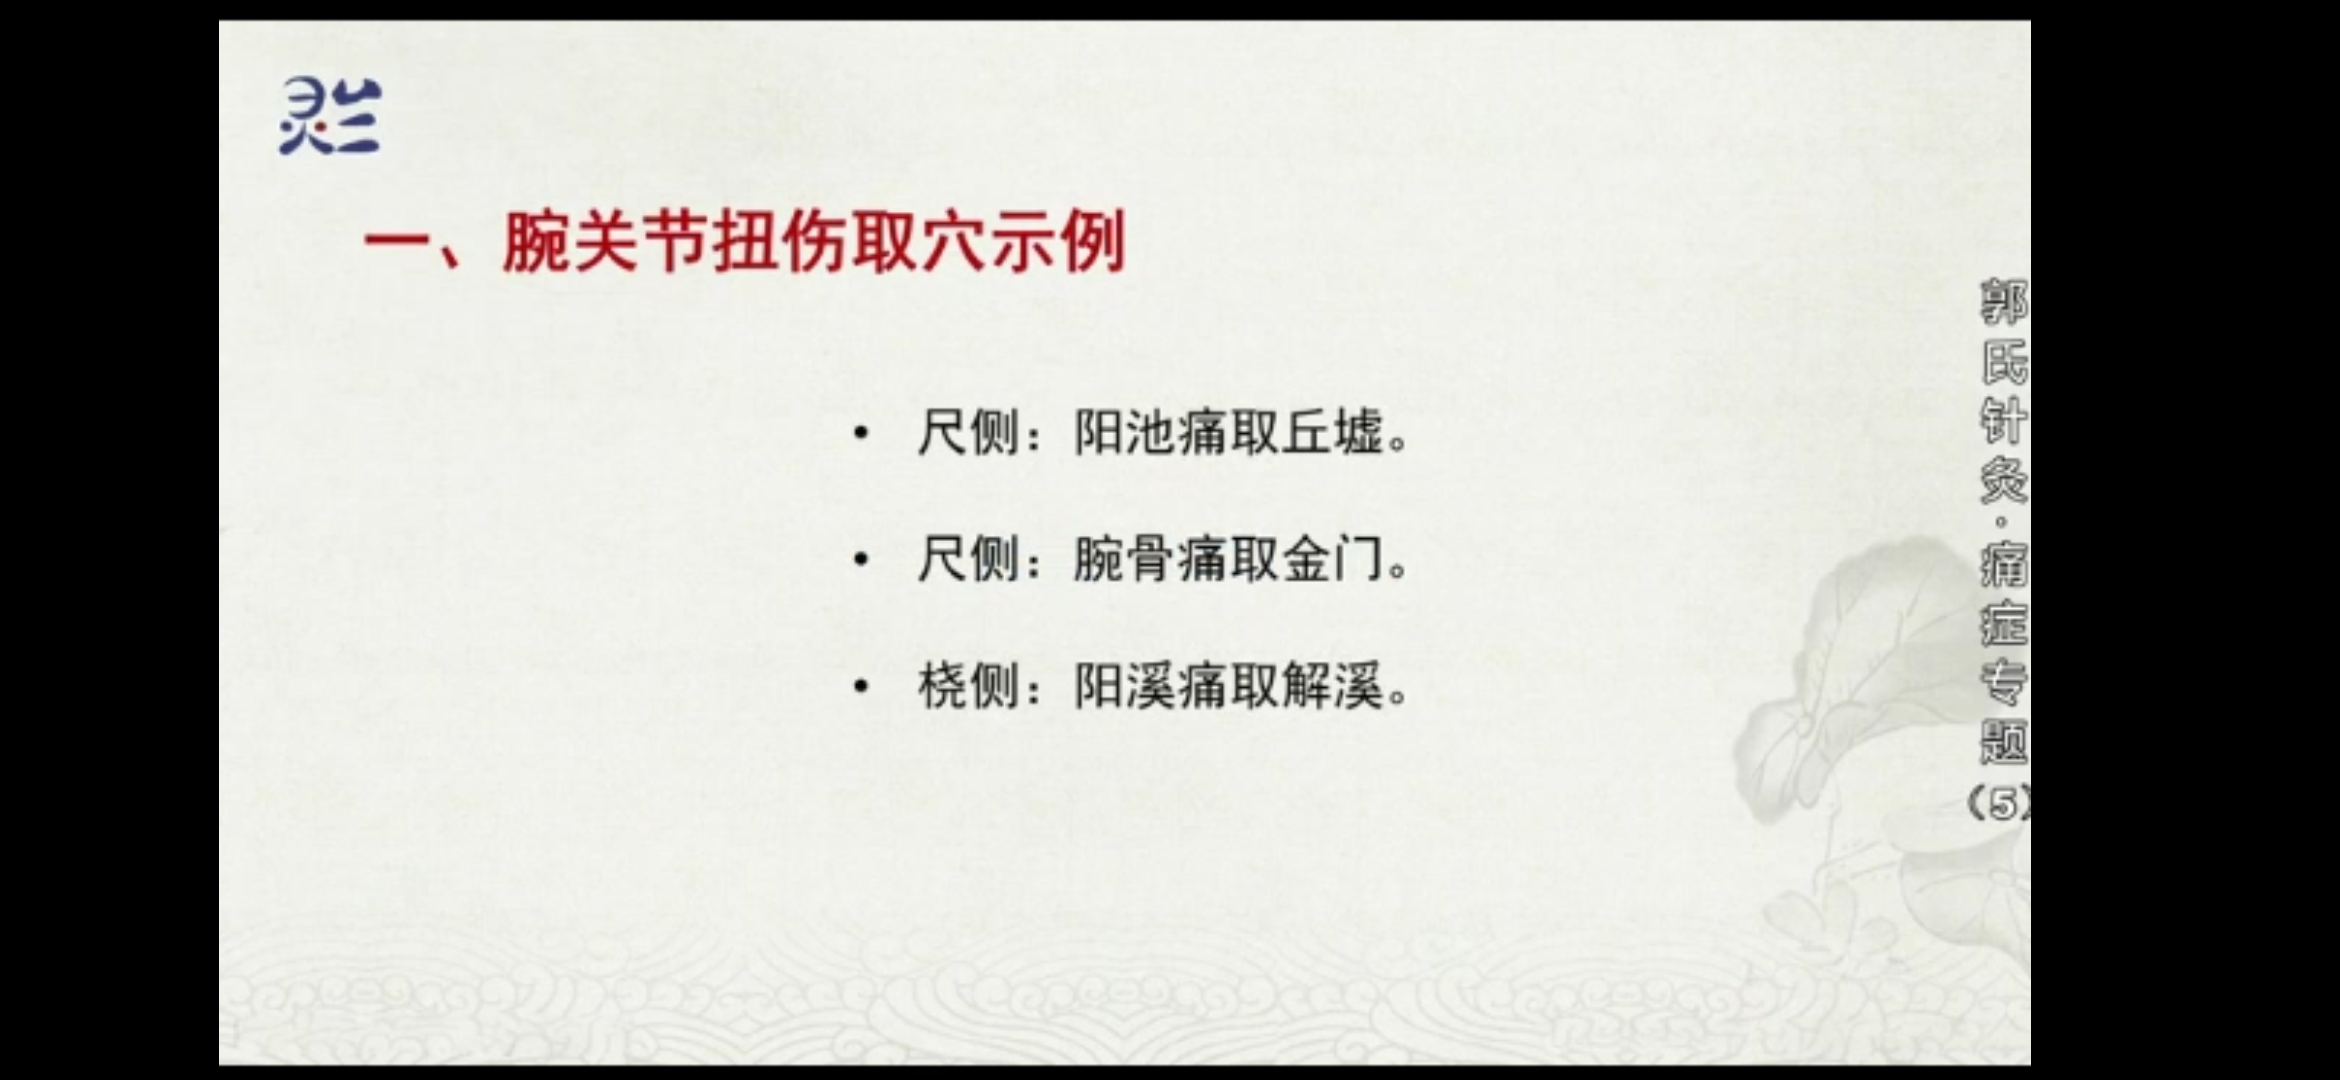 灵兰
一、腕关节扭伤取穴示例
• 尺侧：阳池痛取丘墟。
• 尺侧：腕骨痛取金门。
• 桡侧：阳溪痛取解溪。
郭氏针灸·痛症专题（5）